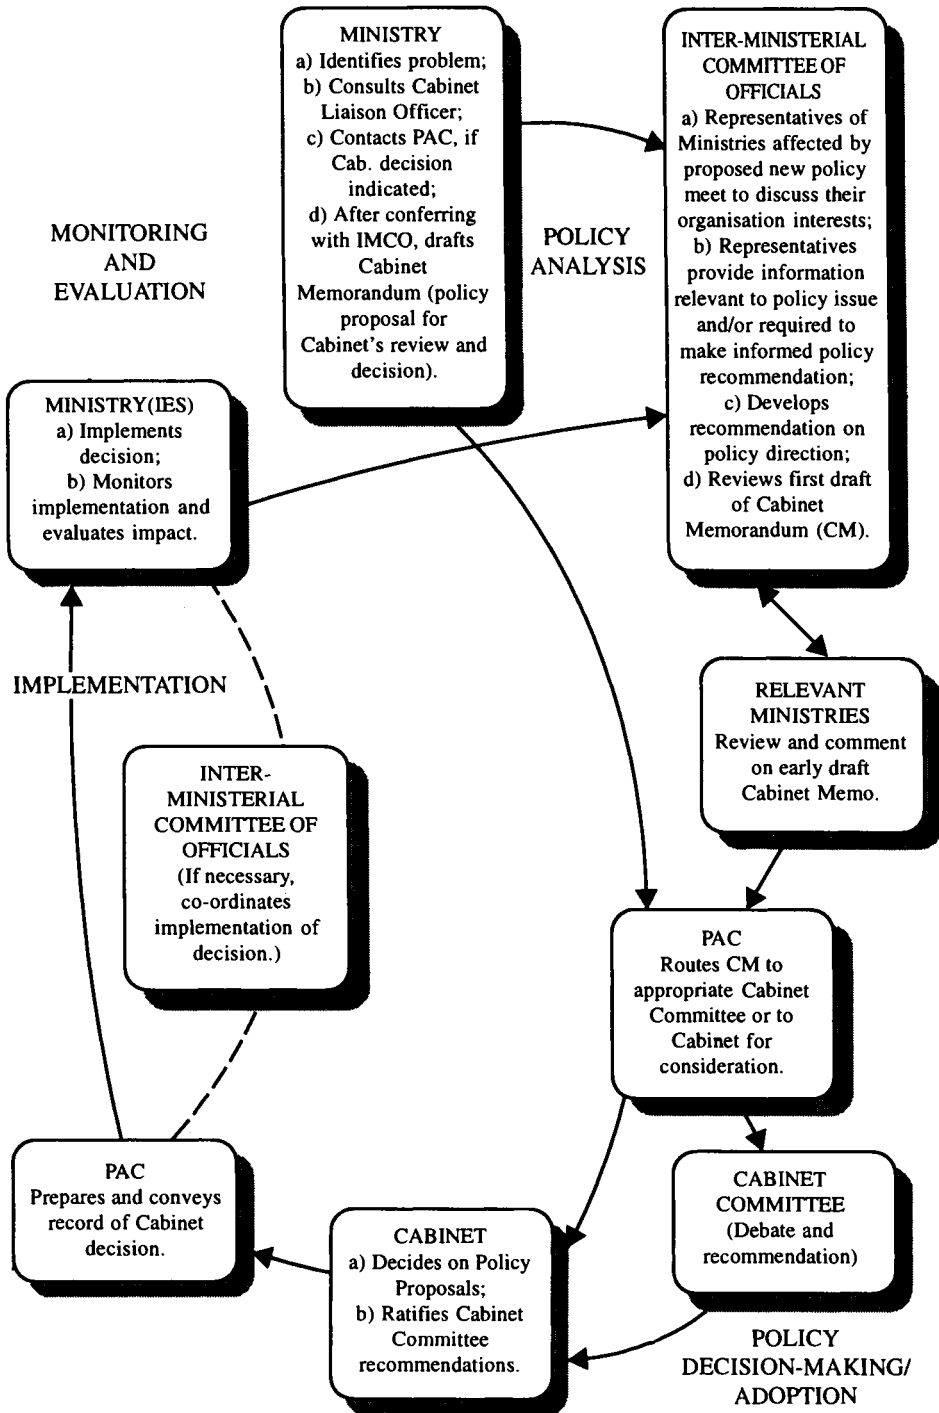 MINISTRY
a) Identifies problem;
b) Consults Cabinet
Liaison Officer;
c) Contacts PAC, if
Cab. decision
indicated;
d) After conferring
with IMCO, drafts
Cabinet
Memorandum (policy
proposal for
Cabinet's review and
decision).
INTER-MINISTERIAL
COMMITTEE OF
OFFICIALS
a) Representatives of
Ministries affected by
proposed new policy
meet to discuss their
organisation interests;
b) Representatives
provide information
relevant to policy issue
and/or required to
make informed policy
recommendation;
c) Develops
recommendation on
policy direction;
d) Reviews first draft
of Cabinet
Memorandum (CM).
POLICY
ANALYSIS
MONITORING
AND
EVALUATION
MINISTRY(IES)
a) Implements
decision;
b) Monitors
implementation and
evaluates impact.
IMPLEMENTATION
RELEVANT
MINISTRIES
Review and comment
on early draft
Cabinet Memo.
INTER-
MINISTERIAL
COMMITTEE OF
OFFICIALS
(If necessary,
co-ordinates
implementation of
decision.)
PAC
Routes CM to
appropriate Cabinet
Committee or to
Cabinet for
consideration.
PAC
Prepares and conveys
record of Cabinet
decision.
CABINET
a) Decides on Policy
Proposals;
b) Ratifies Cabinet
Committee
recommendations.
CABINET
COMMITTEE
(Debate and
recommendation)
POLICY
DECISION-MAKING/
ADOPTION